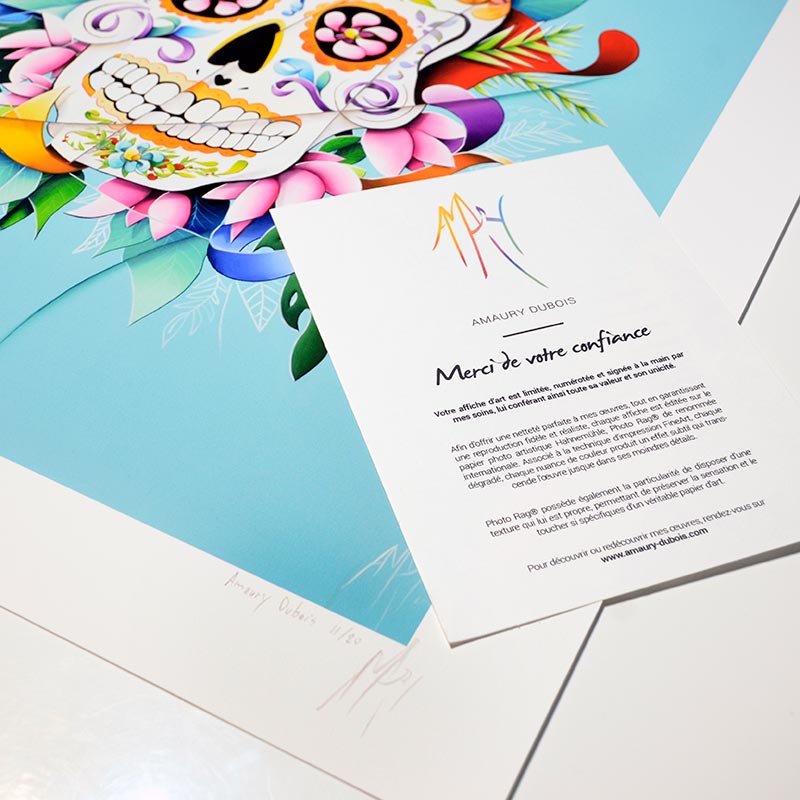 AMAURY DUBOIS
Merci de votre confiance
Votre affiche d'art est limitée, numérotée et signée à la main par
mes soins, lui conférant ainsi toute sa valeur et son unicité.
Afin d'offrir une netteté parfaite à mes œuvres, tout en garantissant
une reproduction fidèle et réaliste, chaque affiche est éditée sur le
papier photo artistique Hahnemühle, Photo Rag® de renommée
internationale. Associé à la technique d'impression FineArt, chaque
dégradé, chaque nuance de couleur produit un effet subtil qui trans-
cende l'œuvre jusque dans ses moindres détails.
Photo Rag® possède également la particularité de disposer d'une
texture qui lui est propre, permettant de préserver la sensation et le
toucher si spécifiques d'un véritable papier d'art.
Pour découvrir ou redécouvrir mes œuvres, rendez-vous sur
www.amaury-dubois.com
Amaury Dubois 11/20